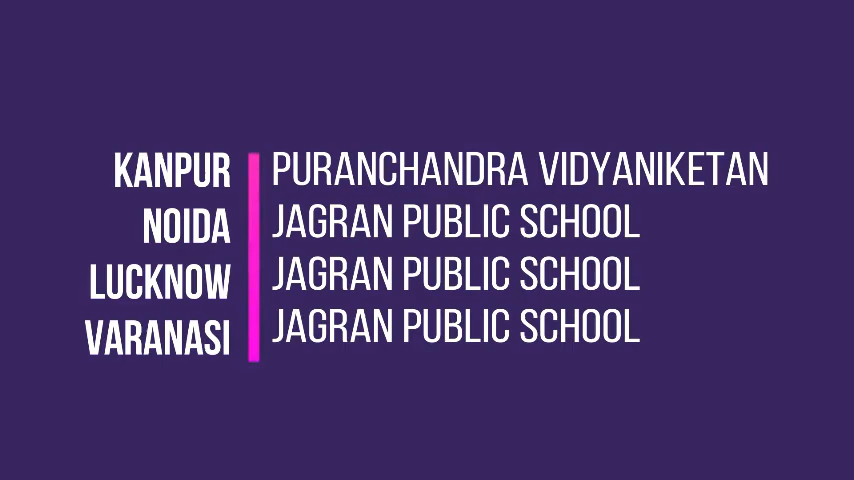 KANPUR PURANCHANDRA VIDYANIKETAN
NOIDA JAGRAN PUBLIC SCHOOL
LUCKNOW JAGRAN PUBLIC SCHOOL
VARANASI JAGRAN PUBLIC SCHOOL